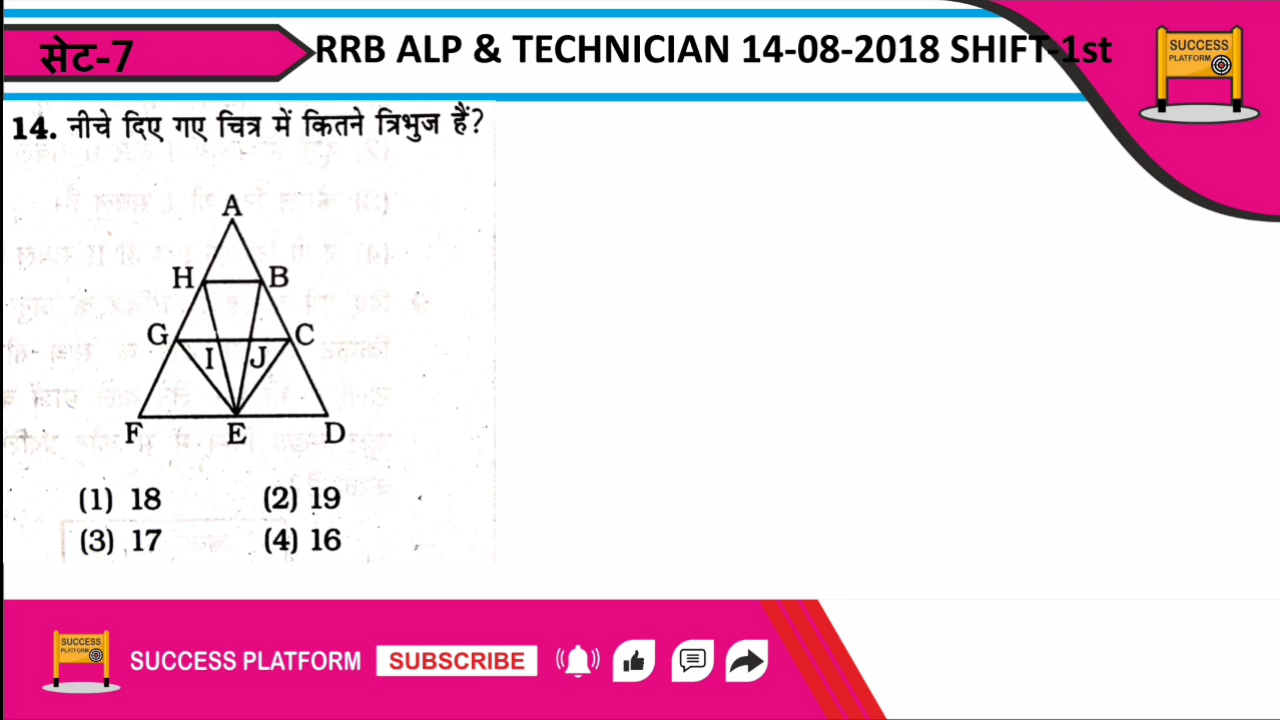 सेट-7
RRB ALP & TECHNICIAN 14-08-2018 SHIFT-1st
SUCCESS
PLATFORM
14. नीचे दिए गए चित्र में कितने त्रिभुज हैं?
A
H B
G C
I J
F E D
(1) 18 (2) 19
(3) 17 (4) 16
SUCCESS
PLATFORM
SUCCESS PLATFORM SUBSCRIBE